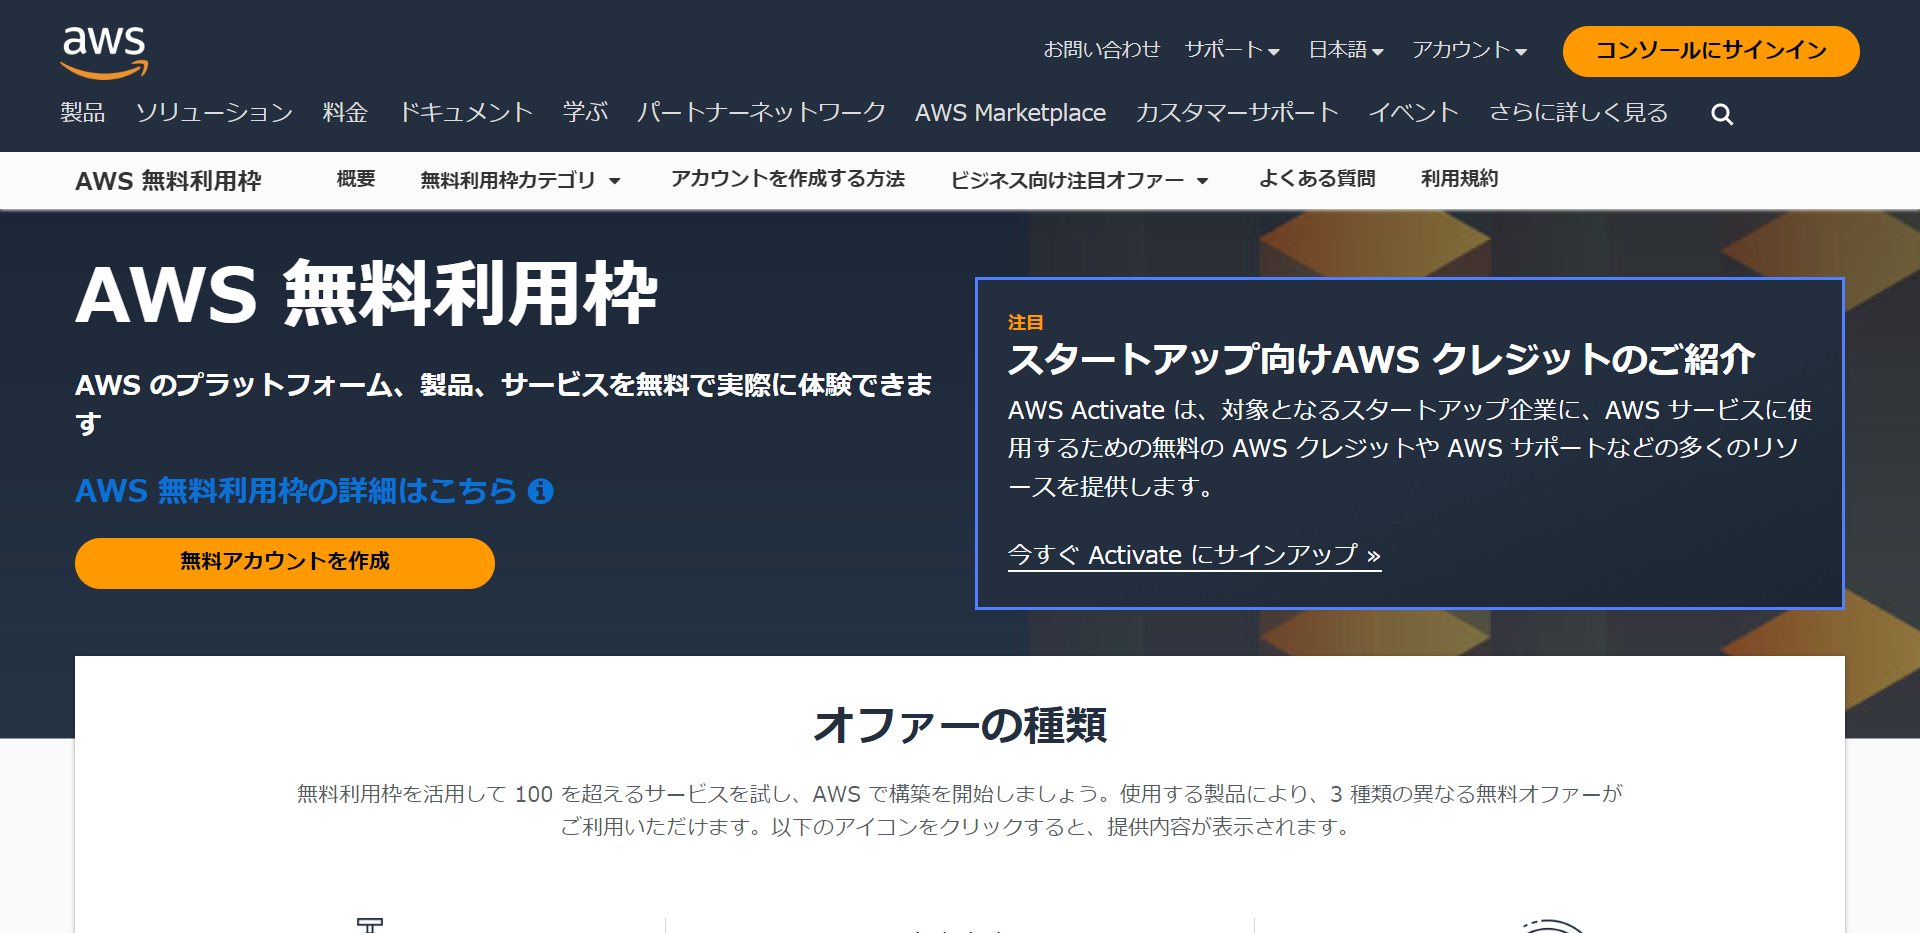 aws
お問い合わせ サポート 日本語 アカウント コンソールにサインイン
製品 ソリューション 料金 ドキュメント 学ぶ パートナーネットワーク AWS Marketplace カスタマーサポート イベント さらに詳しく見る
AWS 無料利用枠 概要 無料利用枠カテゴリ アカウントを作成する方法 ビジネス向け注目オファー よくある質問 利用規約
AWS 無料利用枠
AWS のプラットフォーム、製品、サービスを無料で実際に体験できま
す
AWS 無料利用枠の詳細はこちら
無料アカウントを作成
注目
スタートアップ向けAWS クレジットのご紹介
AWS Activate は、対象となるスタートアップ企業に、AWS サービスに使
用するための無料の AWS クレジットや AWS サポートなどの多くのリソ
ースを提供します。
今すぐ Activate にサインアップ »
オファーの種類
無料利用枠を活用して 100 を超えるサービスを試し、AWS で構築を開始しましょう。使用する製品により、3 種類の異なる無料オファーが
ご利用いただけます。以下のアイコンをクリックすると、提供内容が表示されます。